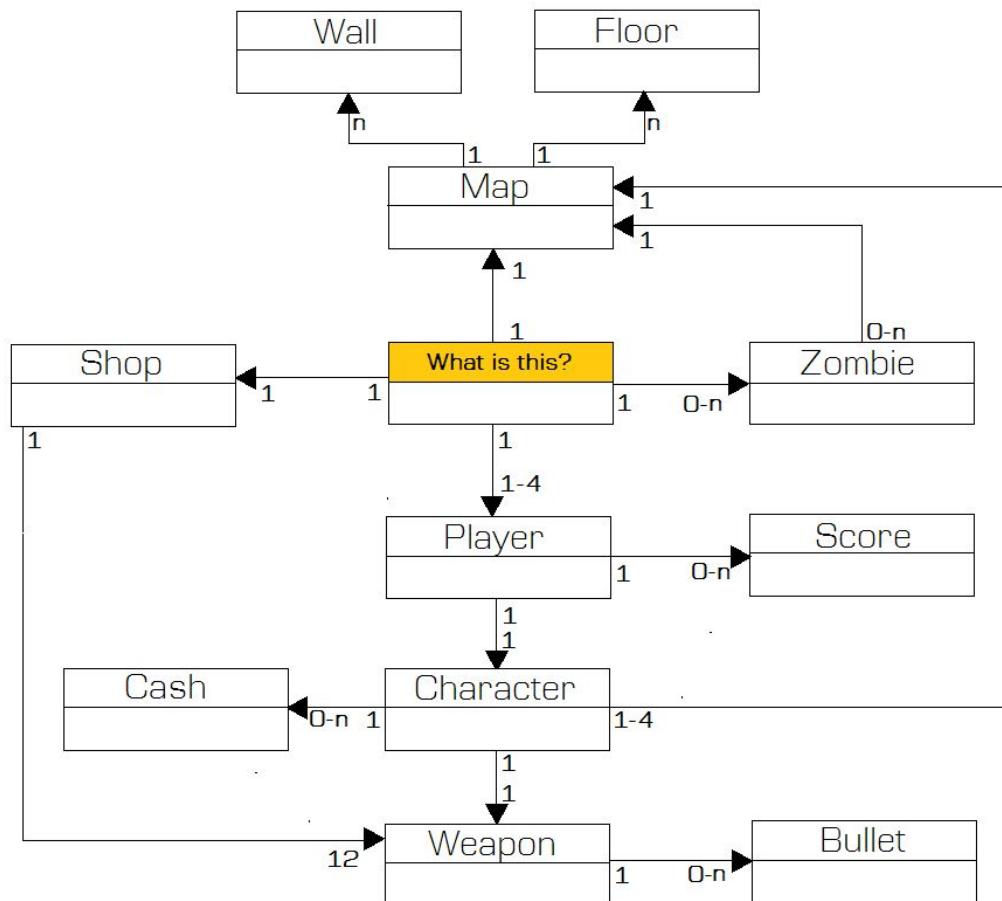 Wall
Floor
n
n
1
1
Map
1
1
1
1
0-n
Shop
What is this?
Zombie
1
1
1
0-n
1
1
1-4
Player
Score
1
0-n
1
1
Cash
Character
0-n
1
1-4
1
1
Weapon
Bullet
12
1
0-n